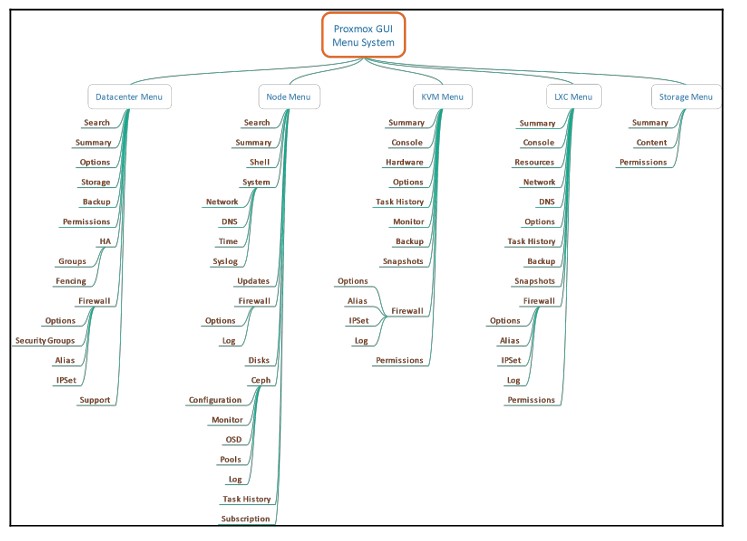 Proxmox GUI
Menu System
Datacenter Menu
Search
Summary
Options
Storage
Backup
Permissions
HA
Groups
Fencing
Firewall
Options
Security Groups
Alias
IPSet
Support
Node Menu
Search
Summary
Shell
System
Network
DNS
Time
Syslog
Updates
Firewall
Options
Log
Disks
Ceph
Configuration
Monitor
OSD
Pools
Log
Task History
Subscription
KVM Menu
Summary
Console
Hardware
Options
Task History
Monitor
Backup
Snapshots
Firewall
Options
Alias
IPSet
Log
Permissions
LXC Menu
Summary
Console
Resources
Network
DNS
Options
Task History
Backup
Snapshots
Firewall
Options
Alias
IPSet
Log
Permissions
Storage Menu
Summary
Content
Permissions